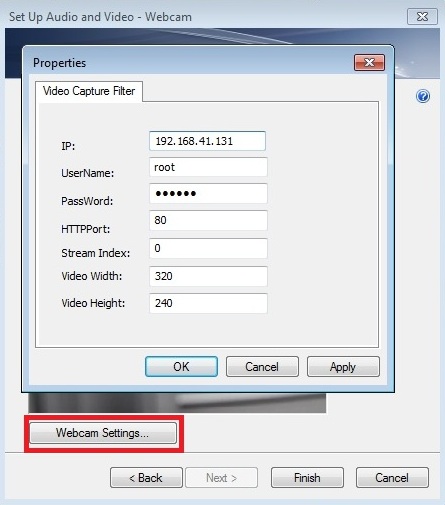 Set Up Audio and Video - Webcam
Properties
Video Capture Filter
IP: 192.168.41.131
UserName: root
PassWord: ●●●●●●
HTTPPort: 80
Stream Index: 0
Video Width: 320
Video Height: 240
OK Cancel Apply
Webcam Settings...
< Back Next > Finish Cancel